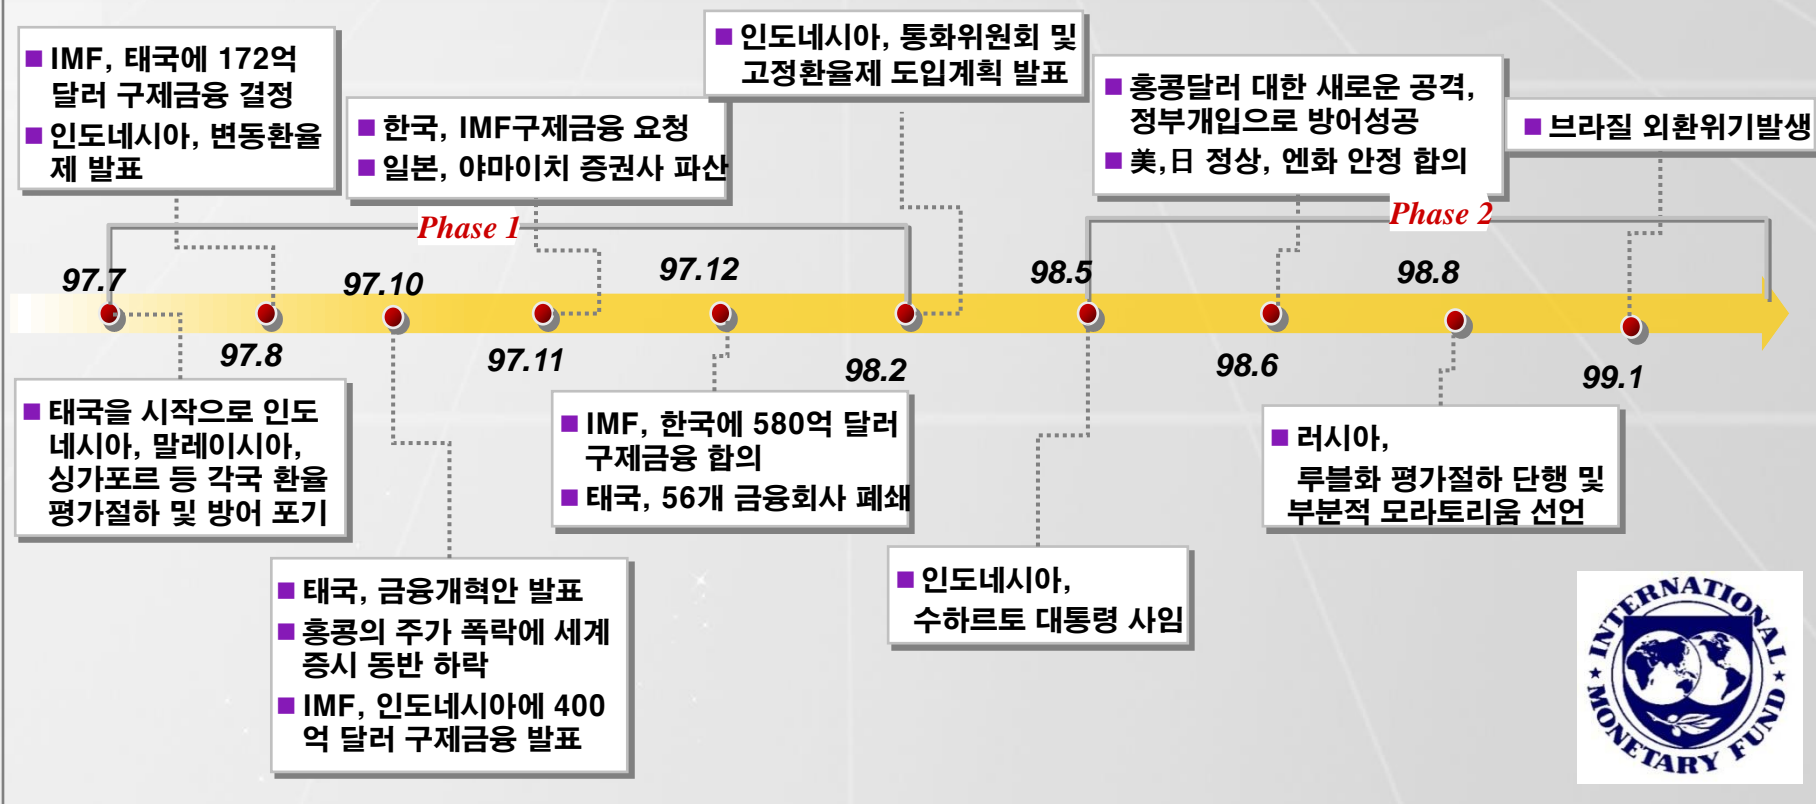 IMF, 태국에 172억
달러 구제금융 결정
인도네시아, 변동환율
제 발표
한국, IMF구제금융 요청
일본, 야마이치 증권사 파산
인도네시아, 통화위원회 및
고정환율제 도입계획 발표
홍콩달러 대한 새로운 공격,
정부개입으로 방어성공
美,日 정상, 엔화 안정 합의
브라질 외환위기발생
Phase 1
Phase 2
97.7
97.8
97.10
97.11
97.12
98.2
98.5
98.6
98.8
99.1
태국을 시작으로 인도
네시아, 말레이시아,
싱가포르 등 각국 환율
평가절하 및 방어 포기
태국, 금융개혁안 발표
홍콩의 주가 폭락에 세계
증시 동반 하락
IMF, 인도네시아에 400
억 달러 구제금융 발표
IMF, 한국에 580억 달러
구제금융 합의
태국, 56개 금융회사 폐쇄
인도네시아,
수하르토 대통령 사임
러시아,
루블화 평가절하 단행 및
부분적 모라토리움 선언
INTERNATIONAL
MONETARY FUND